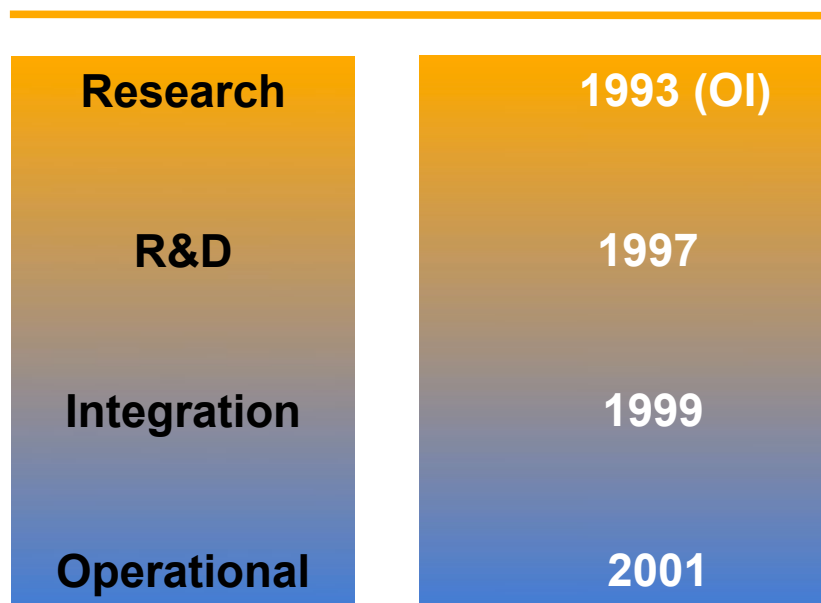 Research 1993 (OI)
R&D 1997
Integration 1999
Operational 2001